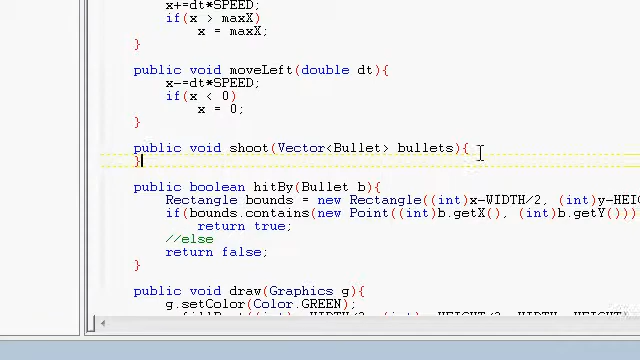 x+=dt*SPEED;
if(x > maxX)
x = maxX;
}
public void moveLeft(double dt){
x-=dt*SPEED;
if(x < 0)
x = 0;
}
public void shoot(Vector<Bullet> bullets){
}
public boolean hitBy(Bullet b){
Rectangle bounds = new Rectangle((int)x-WIDTH/2, (int)y-HEIG
if(bounds.contains(new Point((int)b.getX(), (int)b.getY()))
return true;
//else
return false;
}
public void draw(Graphics g){
g.setColor(Color.GREEN);